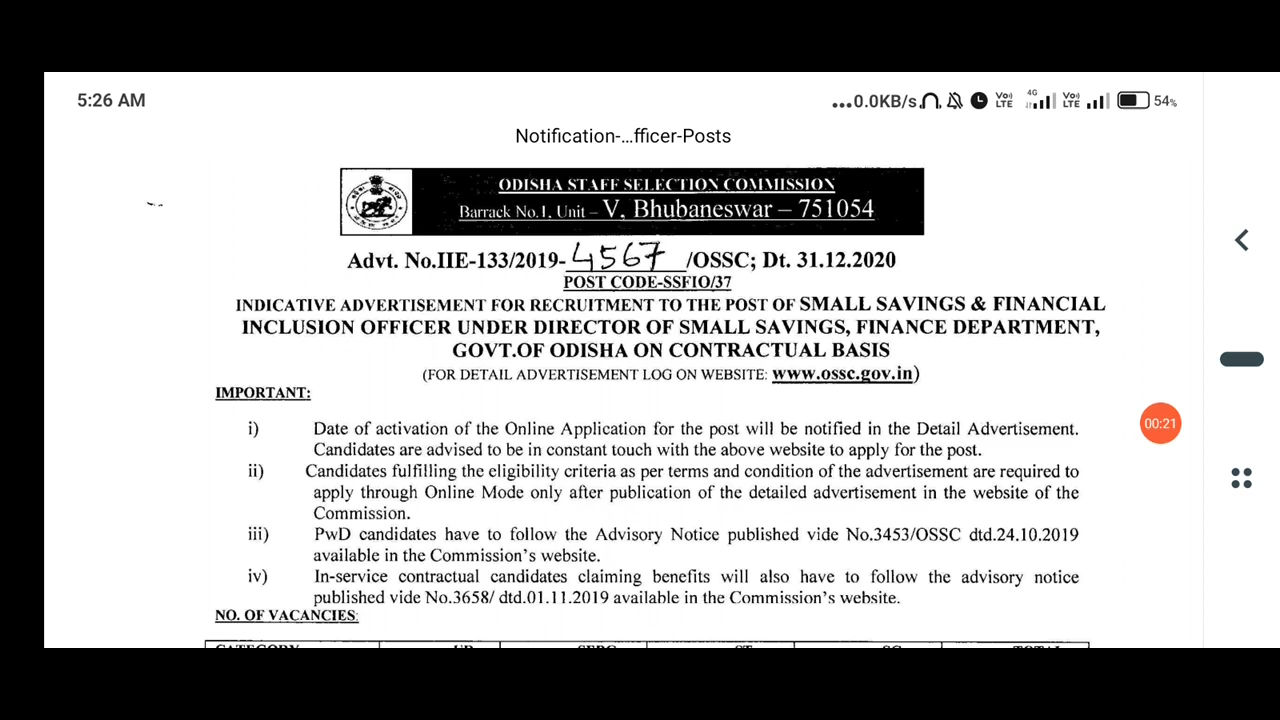 5:26 AM
...0.0KB/s 4G Vo) LTE Vo) LTE 54%
Notification-...fficer-Posts
ODISHA STAFF SELECTION COMMISSION
Barrack No.1, Unit – V, Bhubaneswar – 751054
Advt. No.IIE-133/2019-4567/OSSC; Dt. 31.12.2020
POST CODE-SSFIO/37
INDICATIVE ADVERTISEMENT FOR RECRUITMENT TO THE POST OF SMALL SAVINGS & FINANCIAL
INCLUSION OFFICER UNDER DIRECTOR OF SMALL SAVINGS, FINANCE DEPARTMENT,
GOVT.OF ODISHA ON CONTRACTUAL BASIS
(FOR DETAIL ADVERTISEMENT LOG ON WEBSITE: www.ossc.gov.in)
IMPORTANT:
i) Date of activation of the Online Application for the post will be notified in the Detail Advertisement.
Candidates are advised to be in constant touch with the above website to apply for the post.
00:21
ii) Candidates fulfilling the eligibility criteria as per terms and condition of the advertisement are required to
apply through Online Mode only after publication of the detailed advertisement in the website of the
Commission.
iii) PwD candidates have to follow the Advisory Notice published vide No.3453/OSSC dtd.24.10.2019
available in the Commission's website.
iv) In-service contractual candidates claiming benefits will also have to follow the advisory notice
published vide No.3658/ dtd.01.11.2019 available in the Commission's website.
NO. OF VACANCIES: